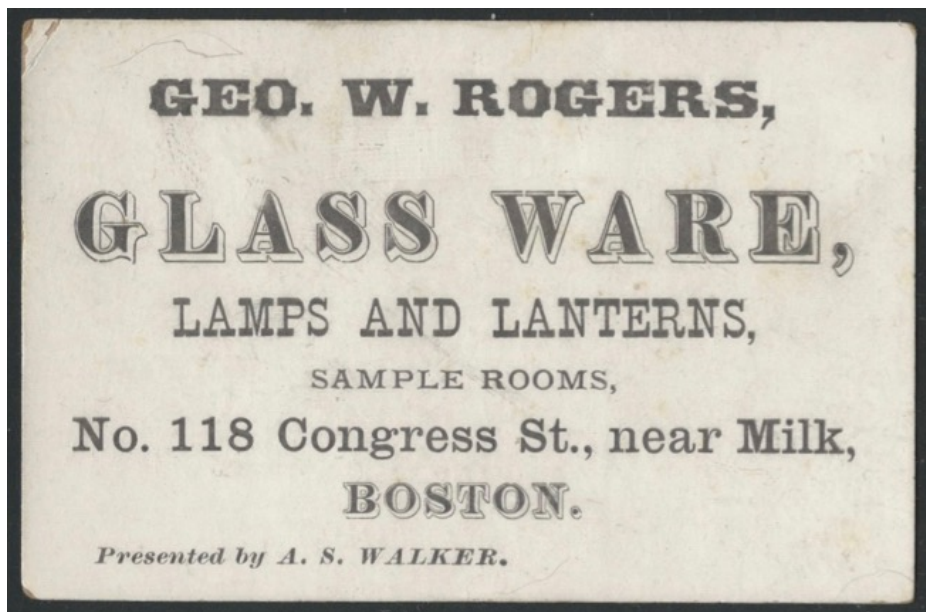 GEO. W. ROGERS,
GLASS WARE,
LAMPS AND LANTERNS,
SAMPLE ROOMS,
No. 118 Congress St., near Milk,
BOSTON.
Presented by A. S. WALKER.